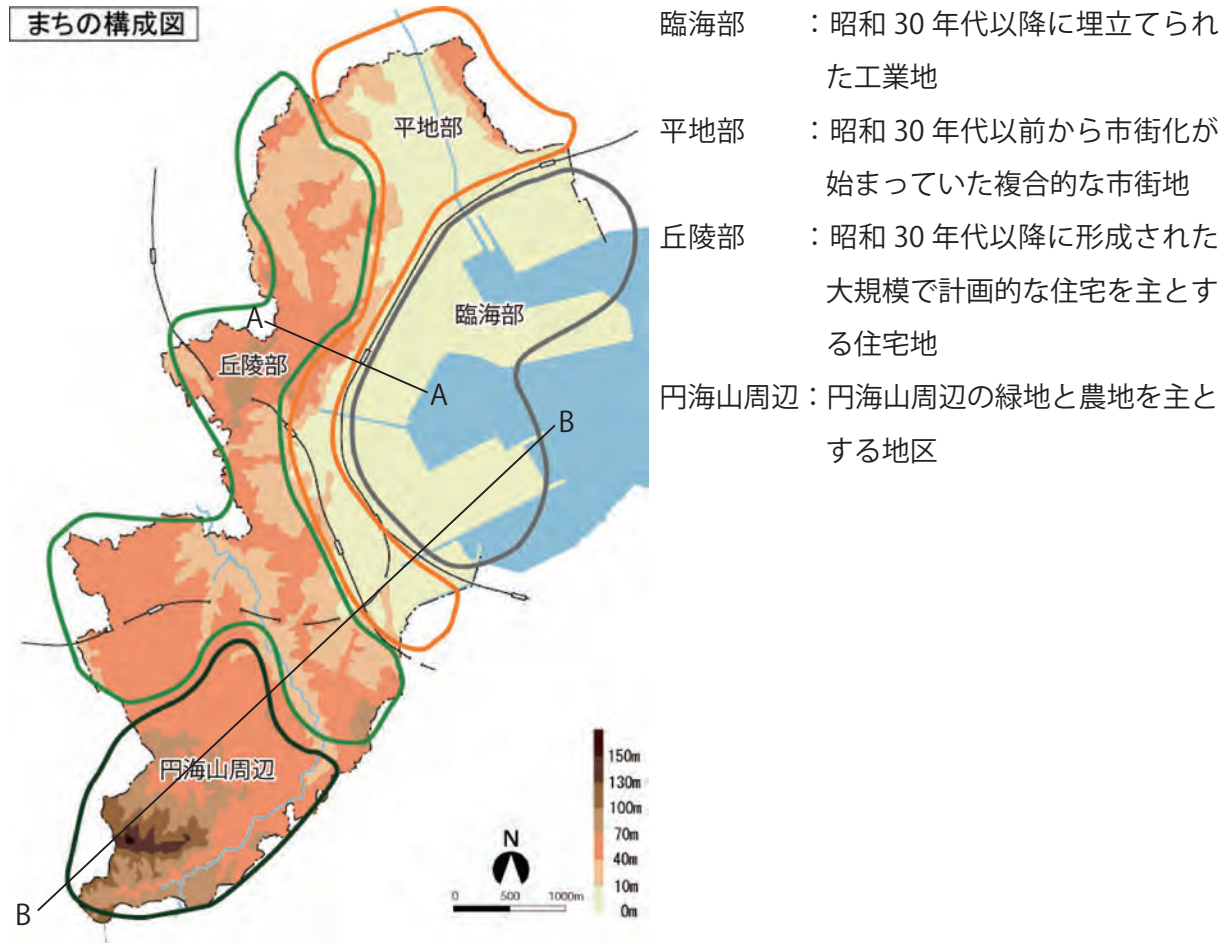 まちの構成図
平地部
臨海部
A
丘陵部
A
B
円海山周辺
B
N
0 500 1000m
150m
130m
100m
70m
40m
10m
0m
臨海部　　：昭和 30 年代以降に埋立てられ
た工業地
平地部　　：昭和 30 年代以前から市街化が
始まっていた複合的な市街地
丘陵部　　：昭和 30 年代以降に形成された
大規模で計画的な住宅を主とす
る住宅地
円海山周辺：円海山周辺の緑地と農地を主と
する地区